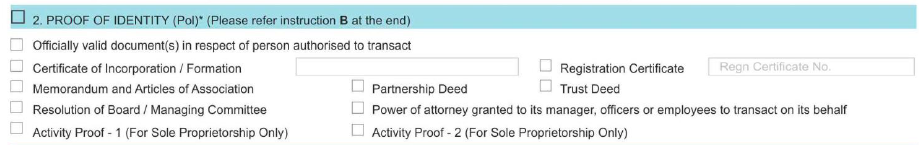 2. PROOF OF IDENTITY (PoI)* (Please refer instruction B at the end)
Officially valid document(s) in respect of person authorised to transact
Certificate of Incorporation / Formation Registration Certificate Regn Certificate No.
Memorandum and Articles of Association Partnership Deed Trust Deed
Resolution of Board / Managing Committee Power of attorney granted to its manager, officers or employees to transact on its behalf
Activity Proof - 1 (For Sole Proprietorship Only) Activity Proof - 2 (For Sole Proprietorship Only)